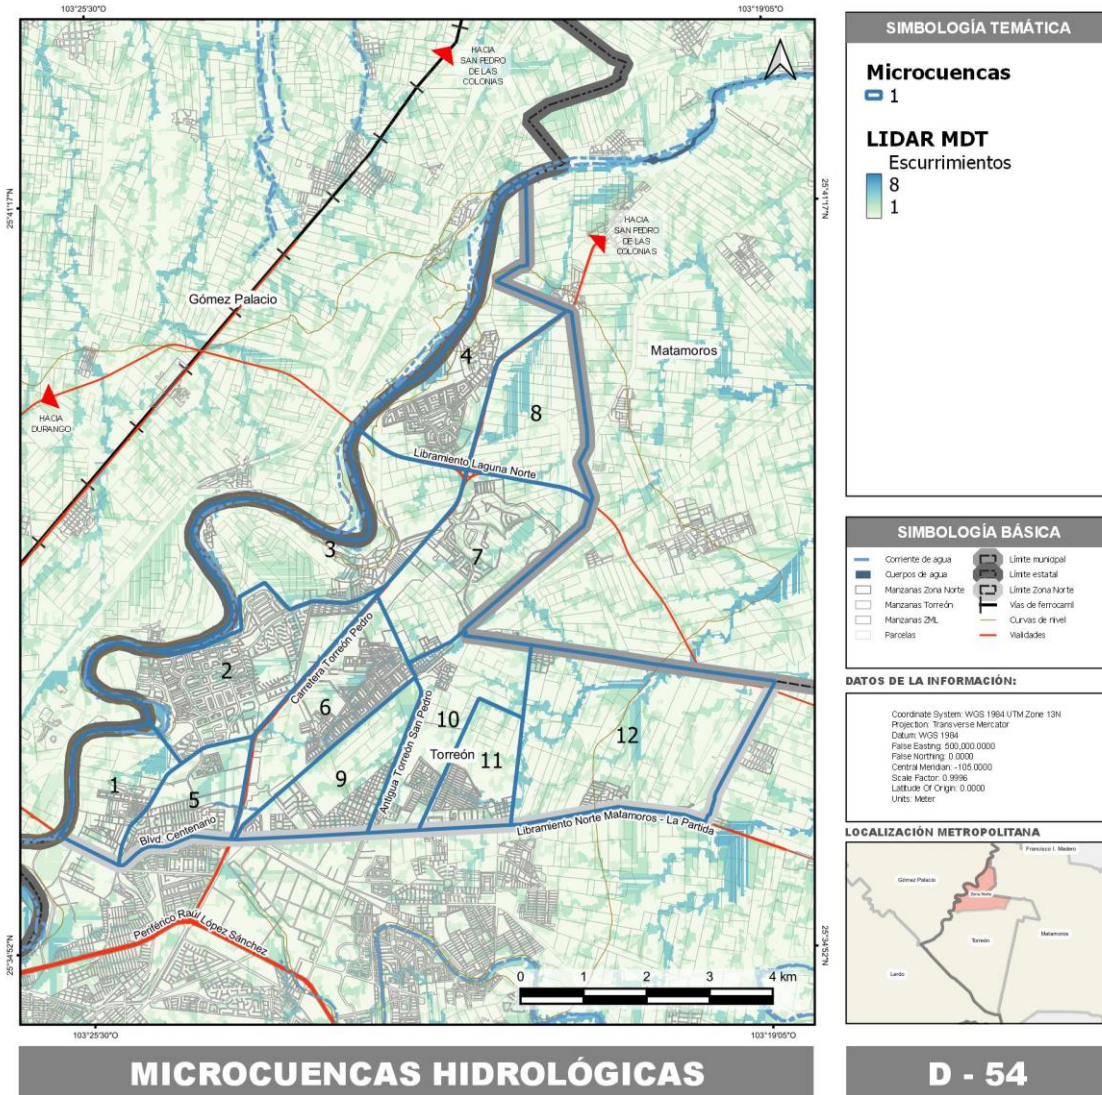 103°25'30"O
103°19'05"O
HACIA
SAN PEDRO
DE LAS
COLONIAS
25°41'17"N
25°41'17"N
HACIA
SAN PEDRO
DE LAS
COLONIAS
Gómez Palacio
Matamoros
4
8
HACIA
DURANGO
Libramiento Laguna Norte
3
7
2
Carretera Torreón Pedro
6
10
12
Antigua Torreón San Pedro
Torreón
11
1
5
9
Blvd. Centenario
Libramiento Norte Matamoros - La Partida
Periférico Raúl López Sánchez
25°34'52"N
25°34'52"N
0 1 2 3 4 km
103°25'30"O
103°19'05"O
MICROCUENCAS HIDROLÓGICAS
SIMBOLOGÍA TEMÁTICA
Microcuencas
1
LIDAR MDT
Escurrimientos
8
1
SIMBOLOGÍA BÁSICA
Corriente de agua
Cuerpos de agua
Manzanas Zona Norte
Manzanas Torreón
Manzanas ZML
Parcelas
Límite municipal
Límite estatal
Límite Zona Norte
Vías de ferrocarril
Curvas de nivel
Vialidades
DATOS DE LA INFORMACIÓN:
Coordinate System: WGS 1984 UTM Zone 13N
Projection: Transverse Mercator
Datum: WGS 1984
False Easting: 500,000.0000
False Northing: 0.0000
Central Meridian: -105.0000
Scale Factor: 0.9996
Latitude Of Origin: 0.0000
Units: Meter
LOCALIZACIÓN METROPOLITANA
Francisco I. Madero
Gómez Palacio
Zona Norte
Torreón
Matamoros
Lerdo
D - 54